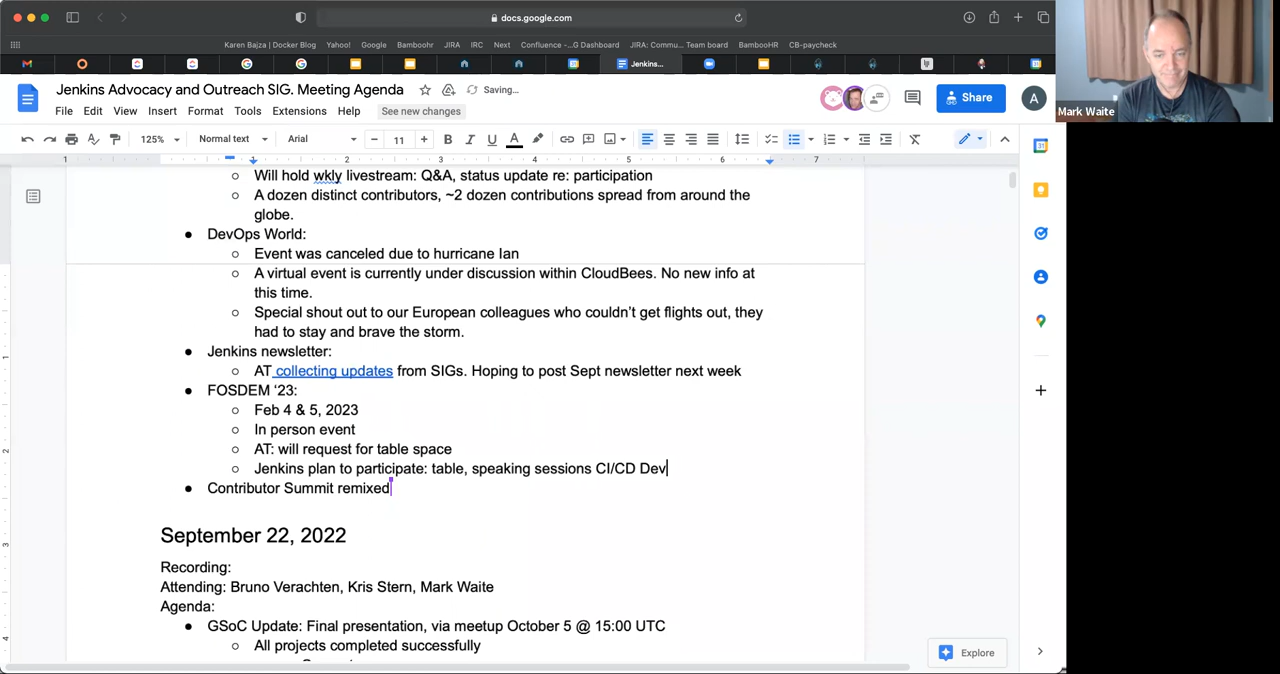 docs.google.com
Karen Bajza | Docker Blog Yahoo! Google Bamboohr JIRA IRC Next Confluence -...G Dashboard JIRA: Commu... Team board BambooHR CB-paycheck
Jenkins...
Jenkins Advocacy and Outreach SIG. Meeting Agenda Saving...
File Edit View Insert Format Tools Extensions Help See new changes
Share
A
Mark Waite
125% Normal text Arial 11 B I U A
1 1 2 3 4 5 6 7
Will hold wkly livestream: Q&A, status update re: participation
A dozen distinct contributors, ~2 dozen contributions spread from around the
globe.
DevOps World:
Event was canceled due to hurricane Ian
A virtual event is currently under discussion within CloudBees. No new info at
this time.
Special shout out to our European colleagues who couldn't get flights out, they
had to stay and brave the storm.
Jenkins newsletter:
AT collecting updates from SIGs. Hoping to post Sept newsletter next week
FOSDEM ‘23:
Feb 4 & 5, 2023
In person event
AT: will request for table space
Jenkins plan to participate: table, speaking sessions CI/CD Dev
Contributor Summit remixed
September 22, 2022
Recording:
Attending: Bruno Verachten, Kris Stern, Mark Waite
Agenda:
GSoC Update: Final presentation, via meetup October 5 @ 15:00 UTC
All projects completed successfully
Explore